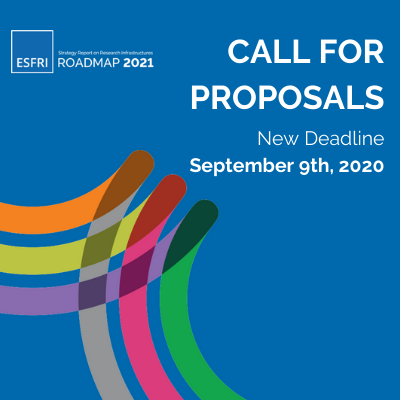 ESFRI
Strategy Report on Research Infrastructures
ROADMAP 2021
CALL FOR
PROPOSALS
New Deadline
September 9th, 2020